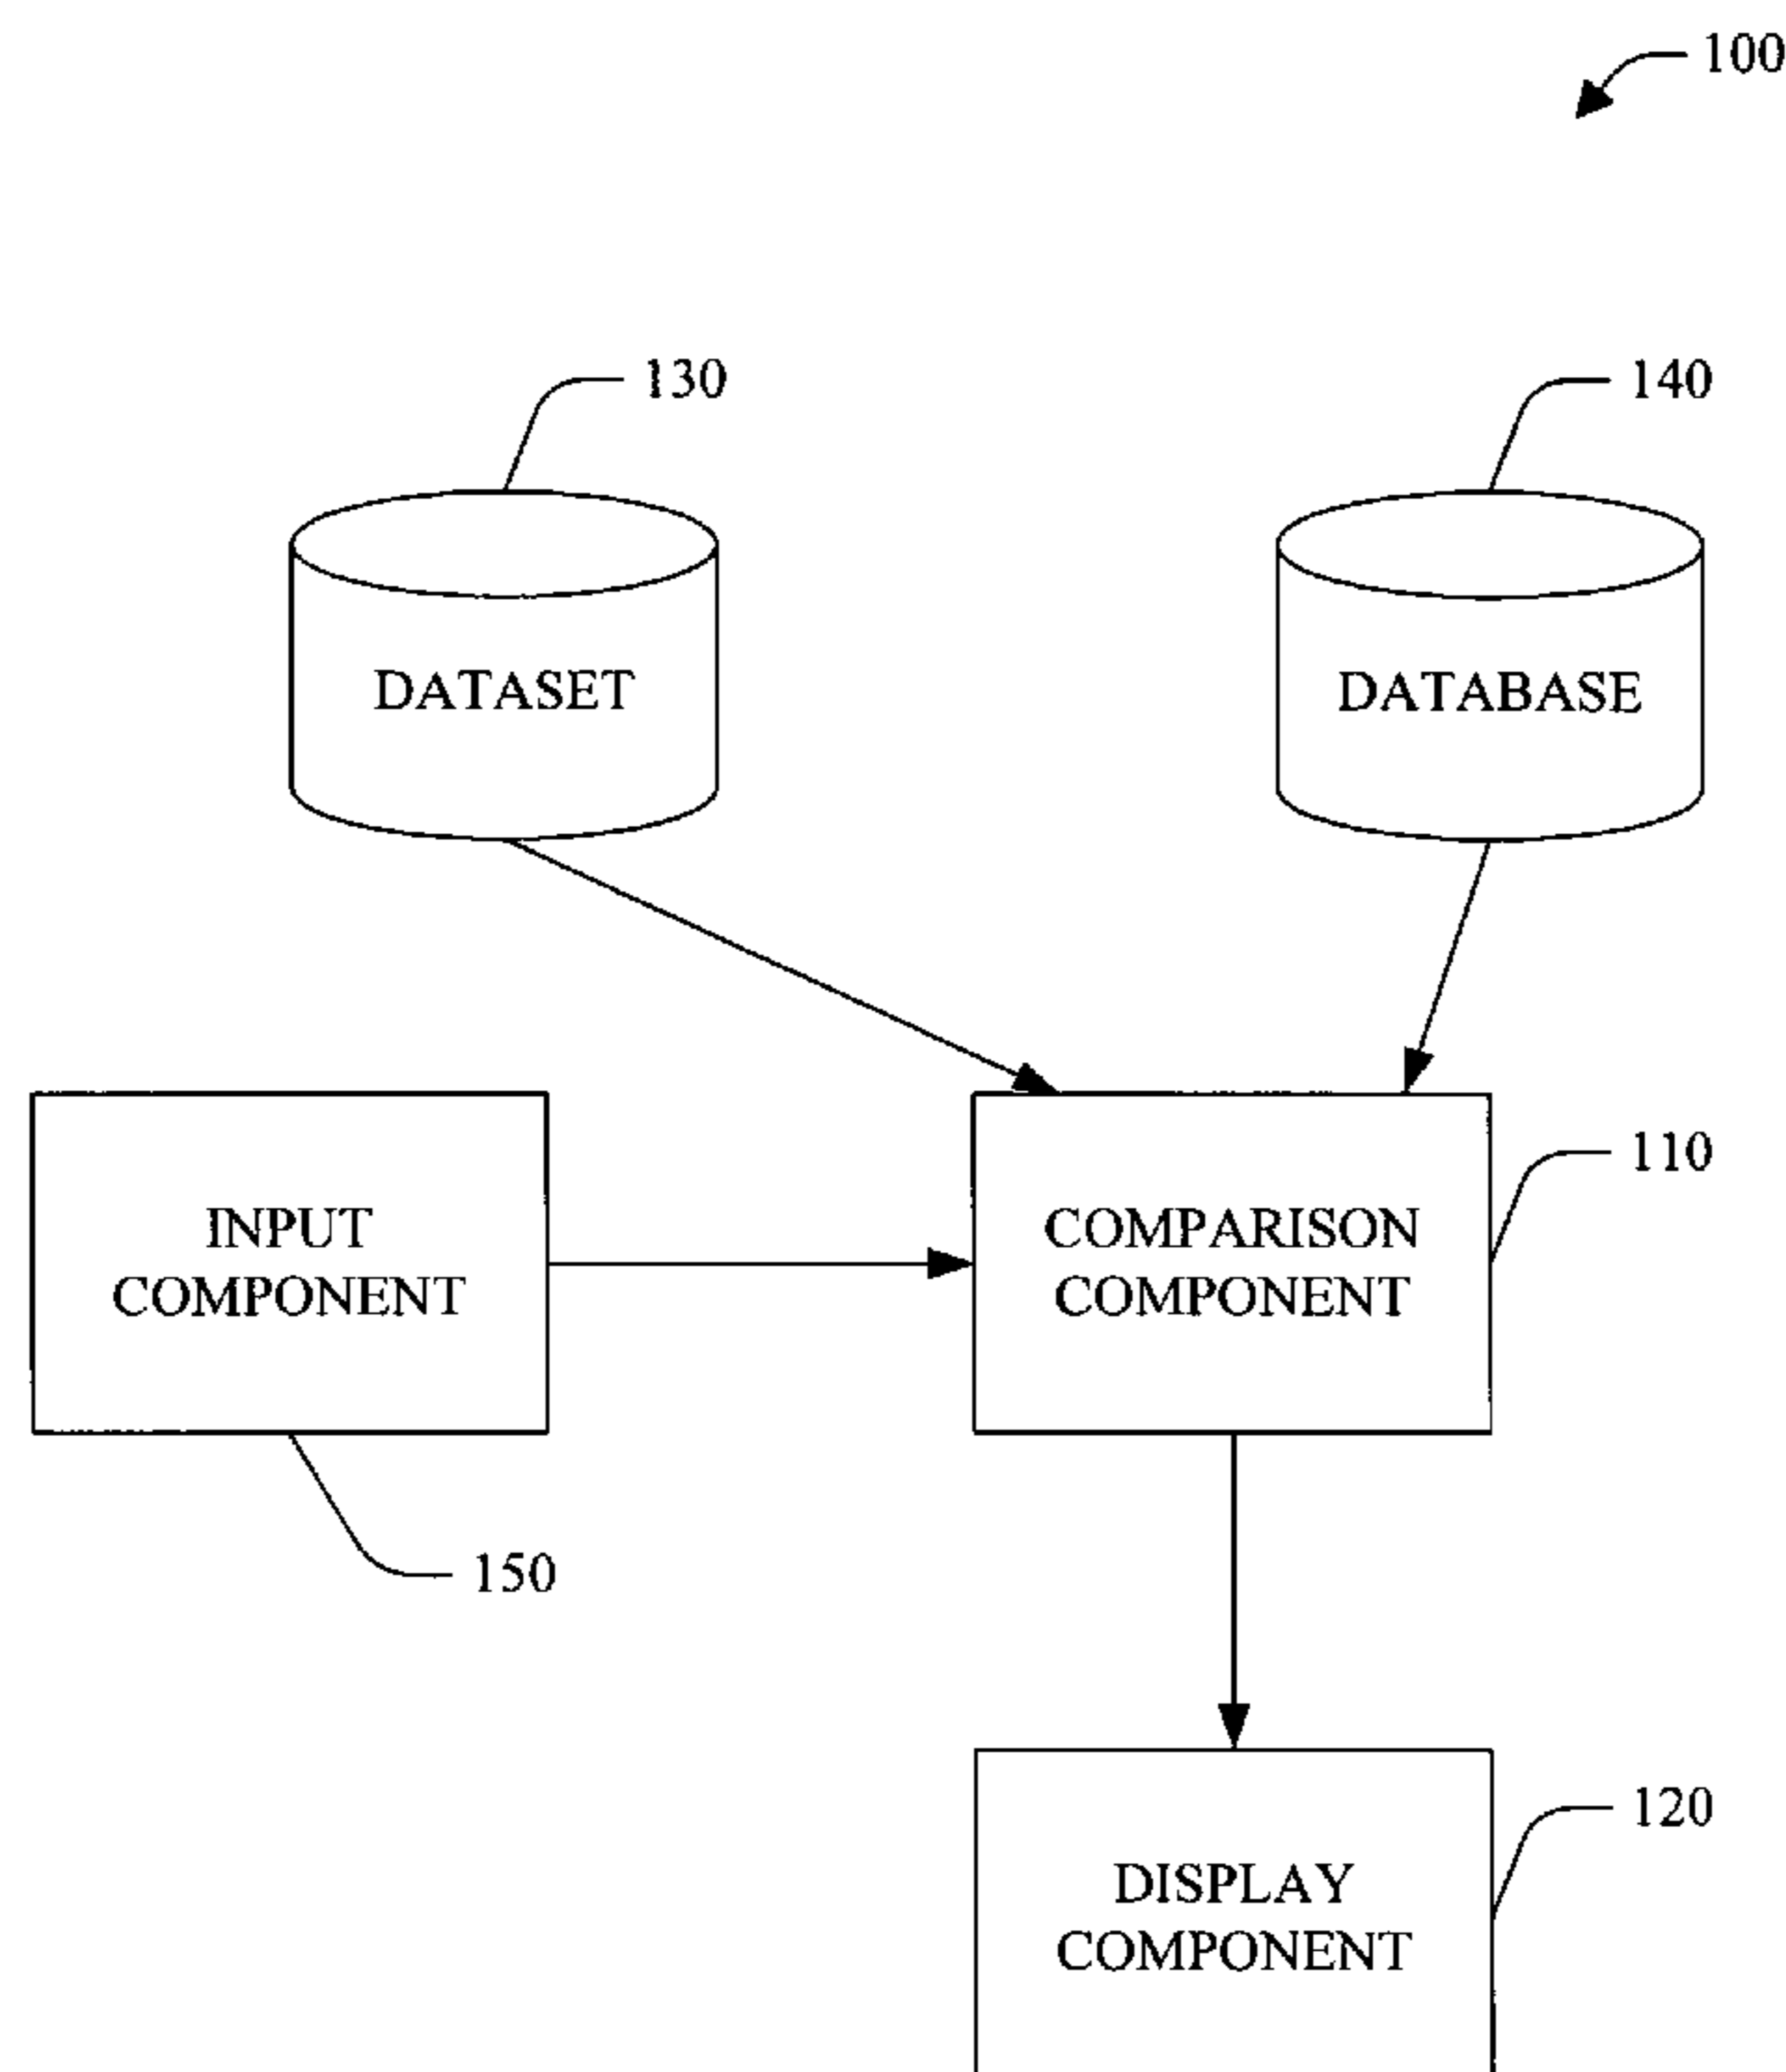 100
130
140
DATASET
DATABASE
110
INPUT
COMPONENT
COMPARISON
COMPONENT
150
120
DISPLAY
COMPONENT